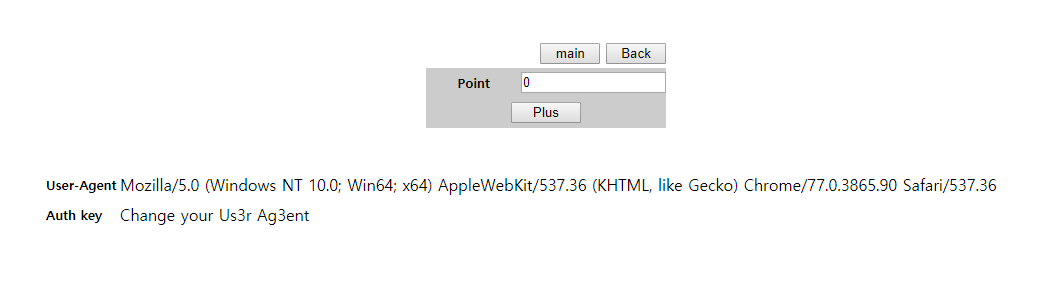 main Back
Point 0
Plus
User-Agent Mozilla/5.0 (Windows NT 10.0; Win64; x64) AppleWebKit/537.36 (KHTML, like Gecko) Chrome/77.0.3865.90 Safari/537.36
Auth key Change your Us3r Ag3ent